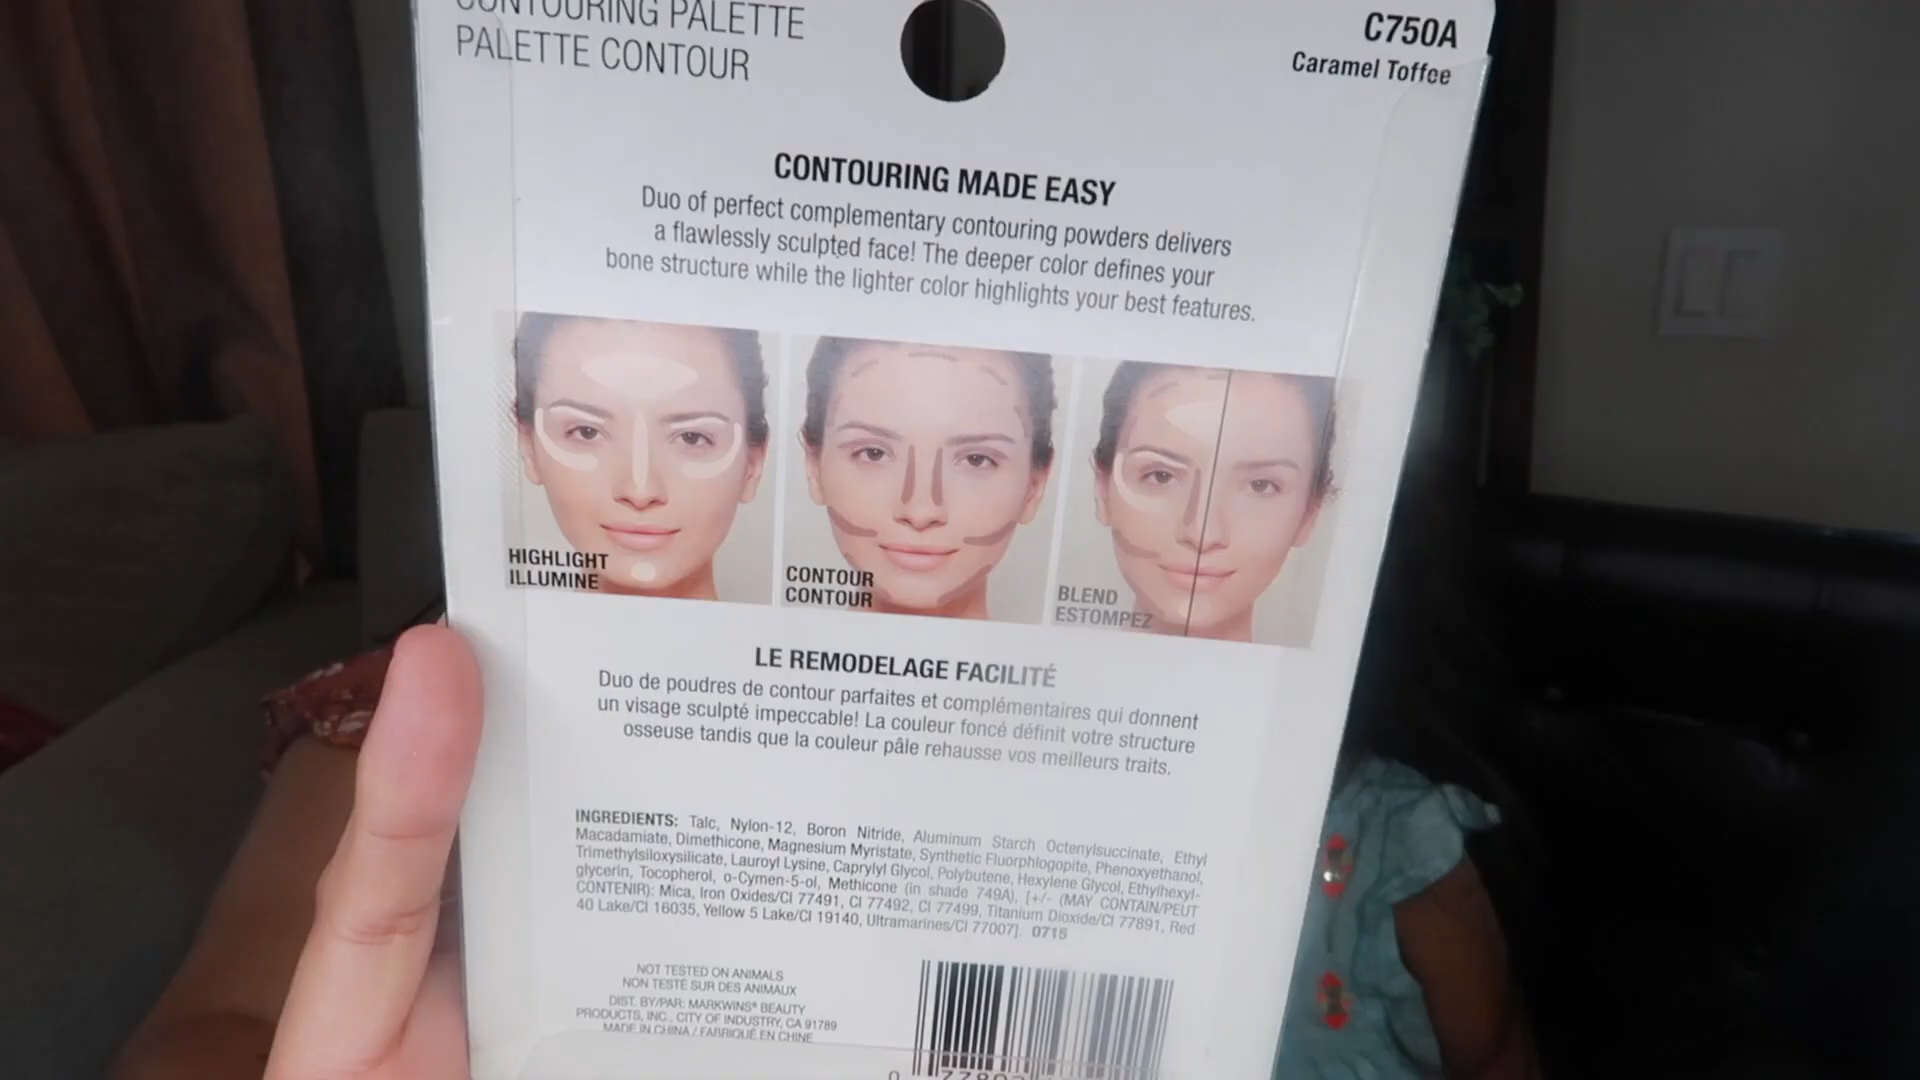 CONTOURING PALETTE
PALETTE CONTOUR
C750A
Caramel Toffee
CONTOURING MADE EASY
Duo of perfect complementary contouring powders delivers
a flawlessly sculpted face! The deeper color defines your
bone structure while the lighter color highlights your best features.
HIGHLIGHT
ILLUMINE
CONTOUR
CONTOUR
BLEND
ESTOMPEZ
LE REMODELAGE FACILITÉ
Duo de poudres de contour parfaites et complémentaires qui donnent
un visage sculpté impeccable! La couleur foncé définit votre structure
osseuse tandis que la couleur pâle rehausse vos meilleurs traits.
INGREDIENTS: Talc, Nylon-12, Boron Nitride, Aluminum Starch Octenylsuccinate, Ethyl
Macadamiate, Dimethicone, Magnesium Myristate, Synthetic Fluorphlogopite, Phenoxyethanol,
Trimethylsiloxysilicate, Lauroyl Lysine, Caprylyl Glycol, Polybutene, Hexylene Glycol, Ethylhexyl-
glycerin, Tocopherol, o-Cymen-5-ol, Methicone (in shade 749A), [+/- (MAY CONTAIN/PEUT
CONTENIR): Mica, Iron Oxides/CI 77491, CI 77492, CI 77499, Titanium Dioxide/CI 77891, Red
40 Lake/CI 16035, Yellow 5 Lake/CI 19140, Ultramarines/CI 77007]. 0715
NOT TESTED ON ANIMALS
NON TESTÉ SUR DES ANIMAUX
DIST. BY/PAR: MARKWINS® BEAUTY
PRODUCTS, INC., CITY OF INDUSTRY, CA 91789
MADE IN CHINA / FABRIQUÉ EN CHINE
0 77802